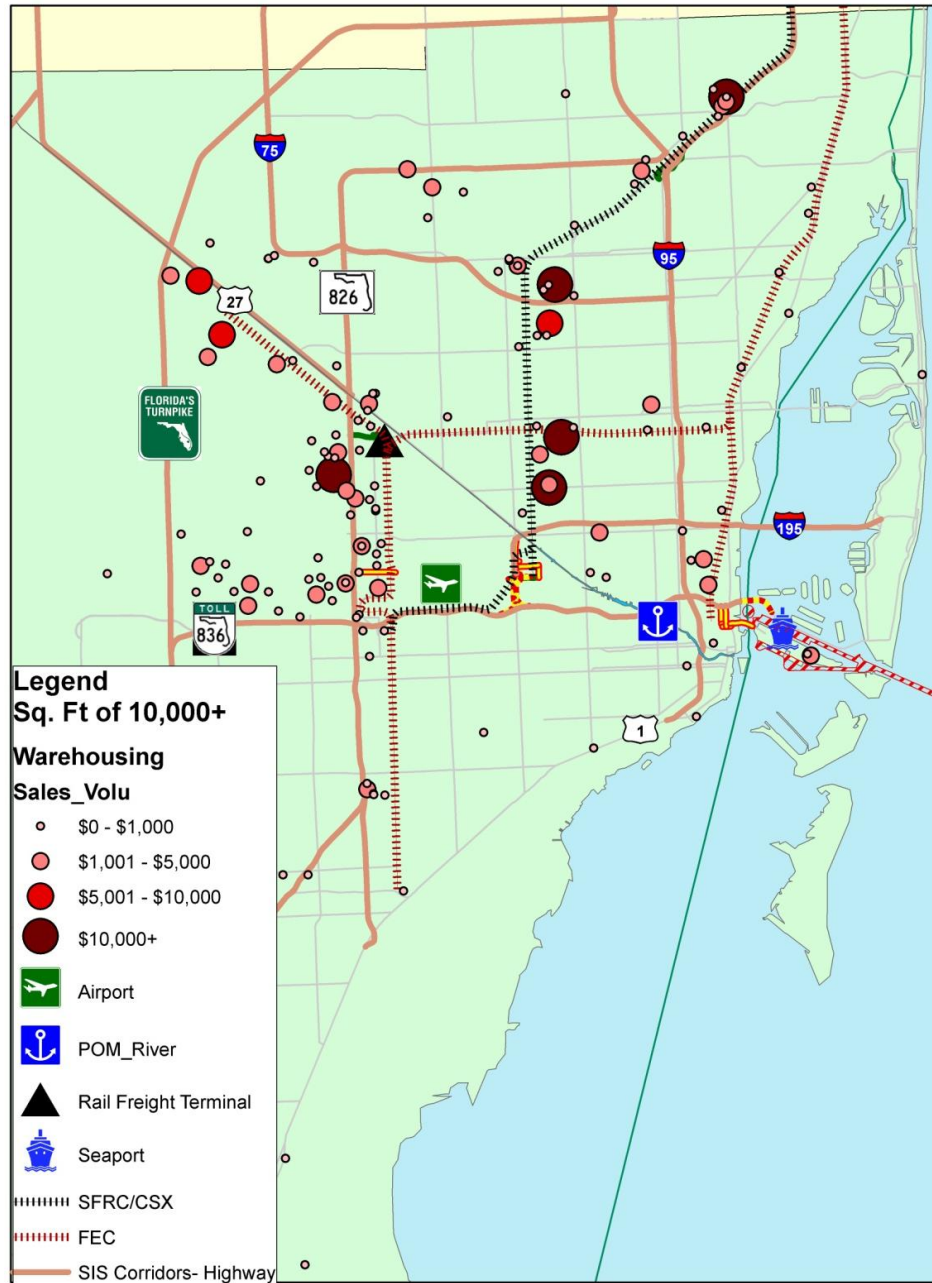 75
95
27
826
FLORIDA'S
TURNPIKE
195
TOLL
836
1
Legend
Sq. Ft of 10,000+
Warehousing
Sales_Volu
$0 - $1,000
$1,001 - $5,000
$5,001 - $10,000
$10,000+
Airport
POM_River
Rail Freight Terminal
Seaport
SFRC/CSX
FEC
SIS Corridors- Highway